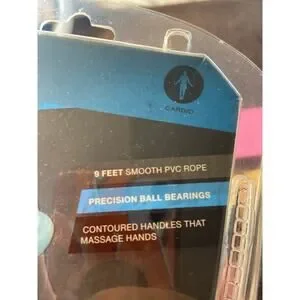 CARDIO
9 FEET SMOOTH PVC ROPE
PRECISION BALL BEARINGS
CONTOURED HANDLES THAT
MASSAGE HANDS